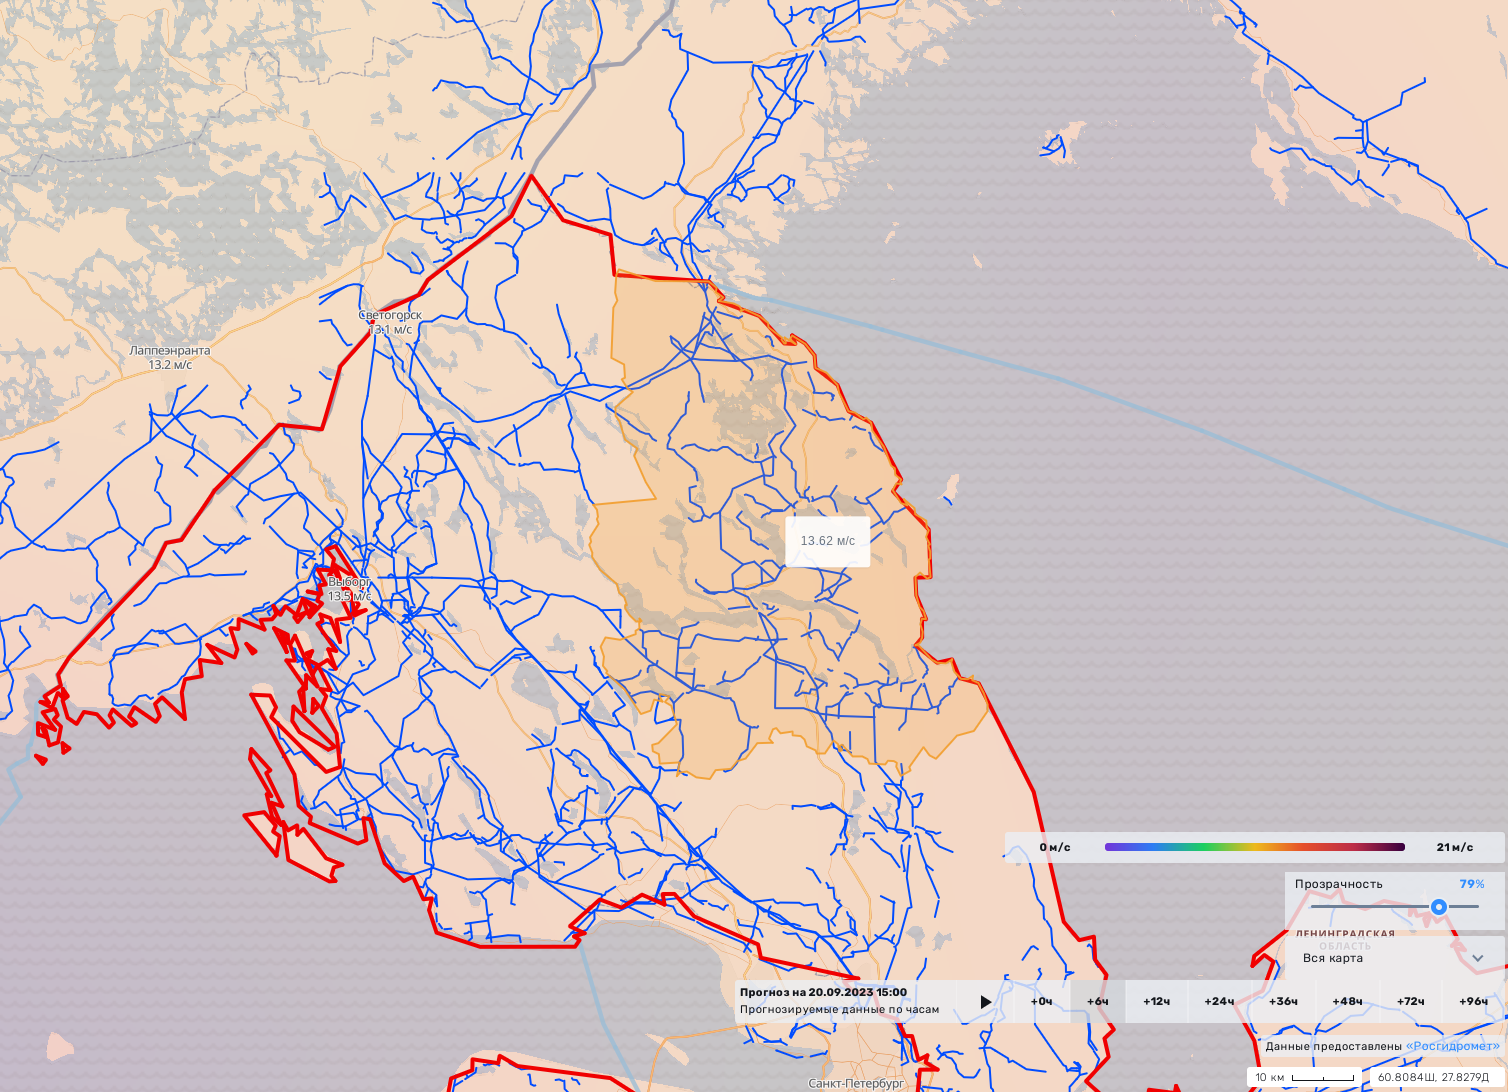 Светогорск
13.1 м/с
Лаппеэнранта
13.2 м/с
13.62 м/с
Выборг
13.5 м/с
0 м/с
21 м/с
Прозрачность
79%
ЛЕНИНГРАДСКАЯ
ОБЛАСТЬ
Вся карта
Прогноз на 20.09.2023 15:00
Прогнозируемые данные по часам
+0ч
+6ч
+12ч
+24ч
+36ч
+48ч
+72ч
+96ч
Данные предоставлены «Росгидромет»
10 км
60.8084Ш, 27.8279Д
Санкт-Петербург